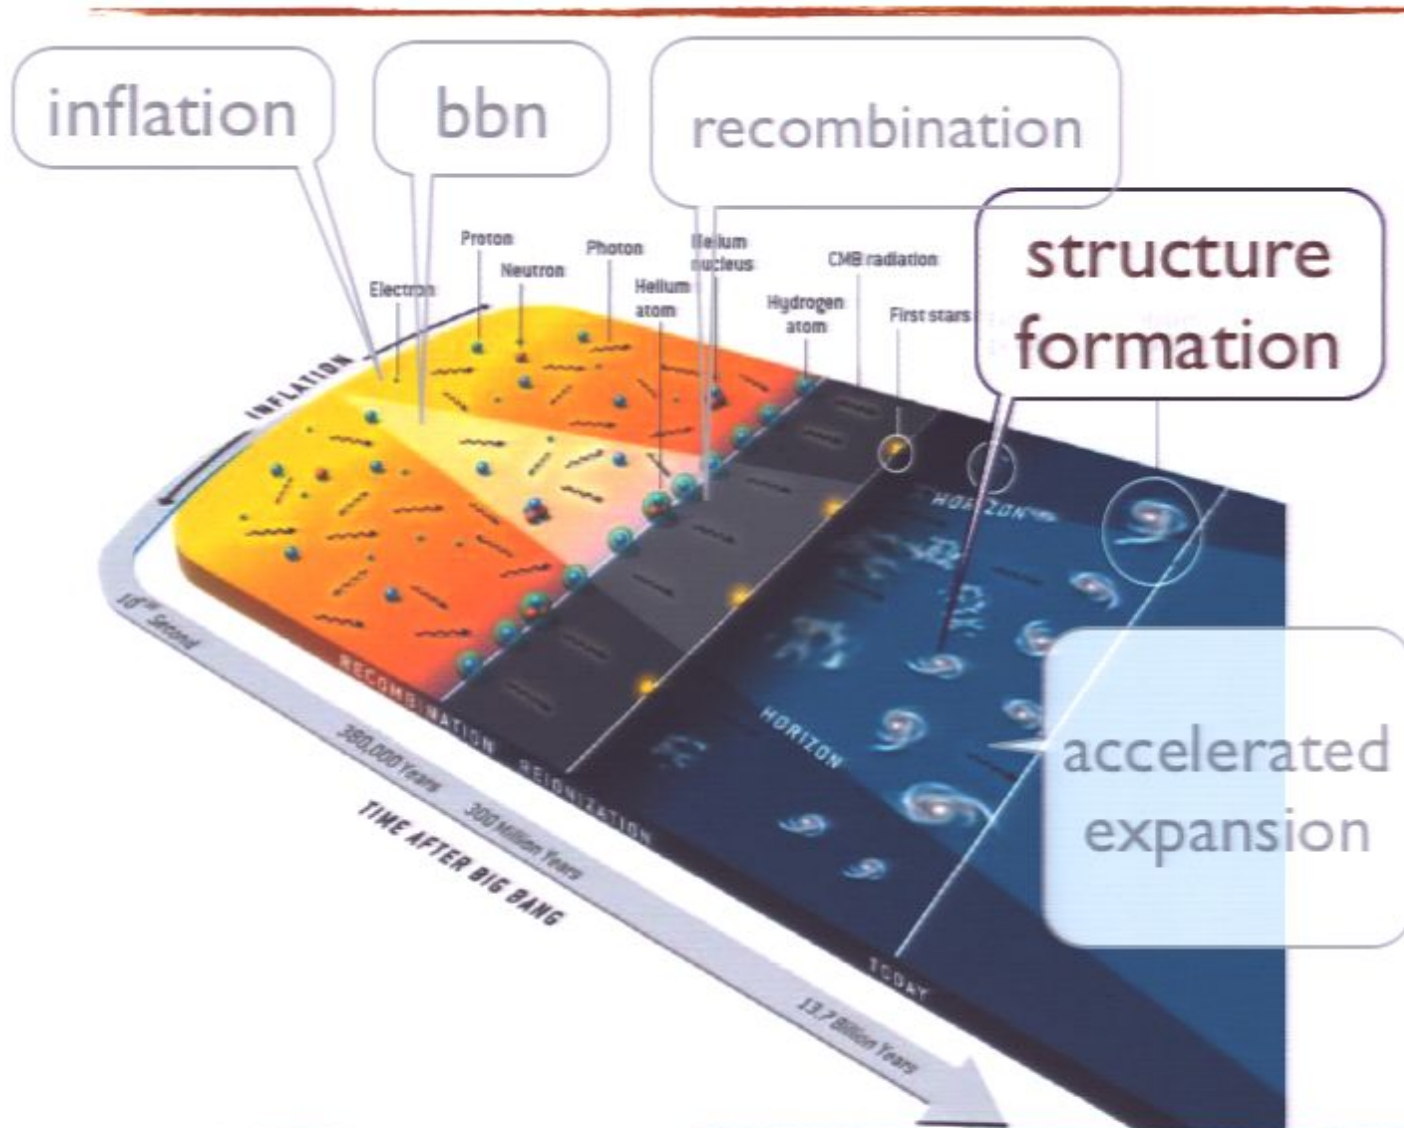 inflation
bbn
recombination
structure
formation
accelerated
expansion
Proton
Neutron
Electron
Photon
Helium
atom
Helium
nucleus
Hydrogen
atom
CMB radiation
First stars
INFLATION
HORIZON
HORIZON
Second
RECOMBINATION
380,000 Years
REIONIZATION
300 Million Years
TIME AFTER BIG BANG
TODAY
13.7 Billion Years